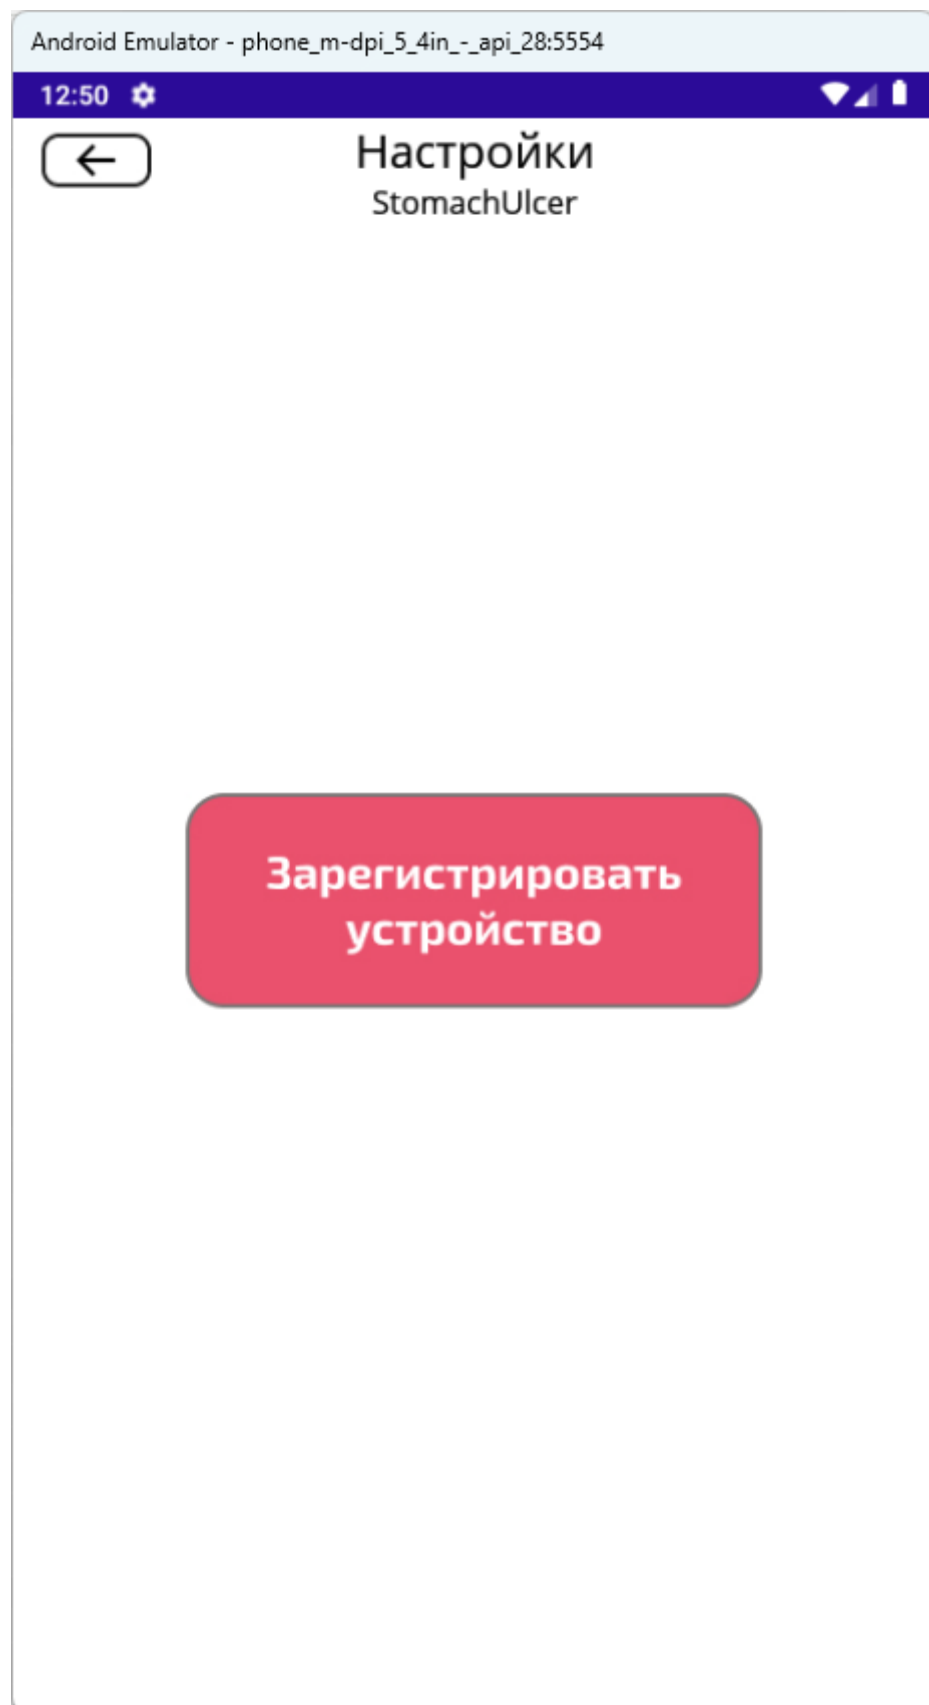 Android Emulator - phone_m-dpi_5_4in_-_api_28:5554
12:50
Настройки
StomachUlcer
Зарегистрировать
устройство